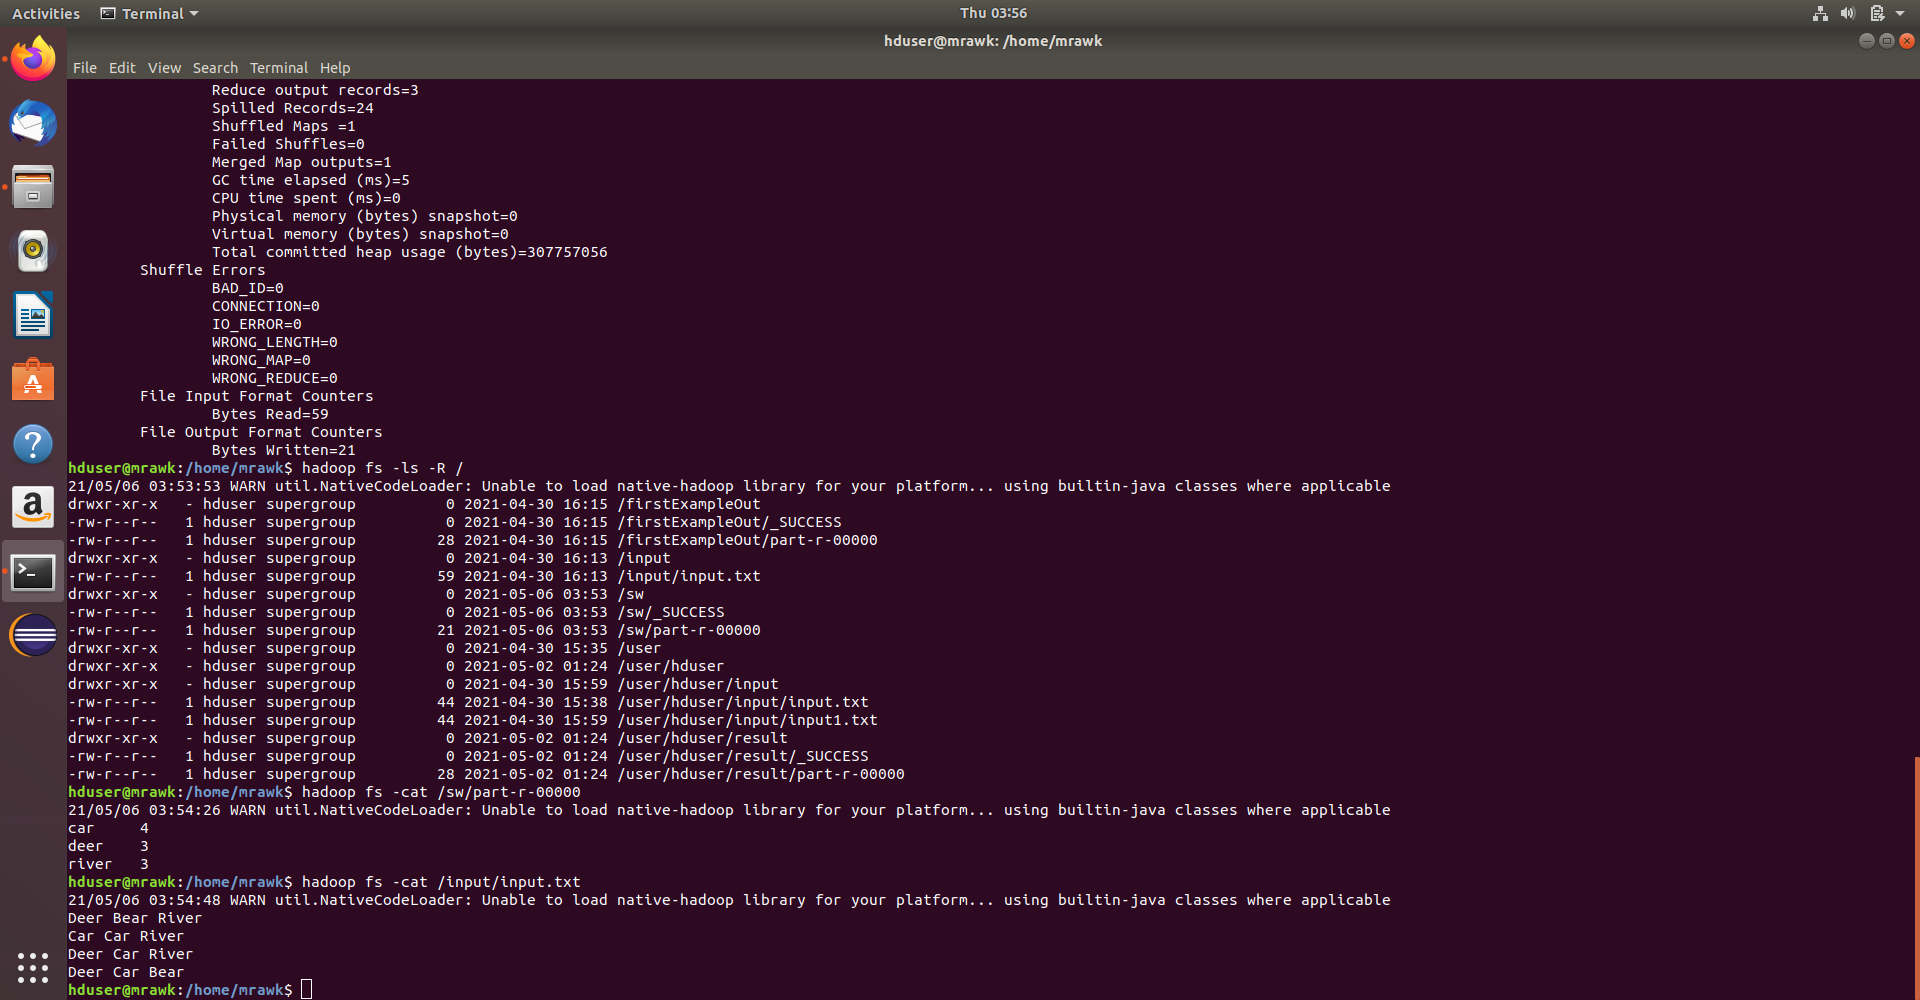 Activities Terminal Thu 03:56
hduser@mrawk: /home/mrawk
File Edit View Search Terminal Help
Reduce output records=3
Spilled Records=24
Shuffled Maps =1
Failed Shuffles=0
Merged Map outputs=1
GC time elapsed (ms)=5
CPU time spent (ms)=0
Physical memory (bytes) snapshot=0
Virtual memory (bytes) snapshot=0
Total committed heap usage (bytes)=307757056
Shuffle Errors
BAD_ID=0
CONNECTION=0
IO_ERROR=0
WRONG_LENGTH=0
WRONG_MAP=0
WRONG_REDUCE=0
File Input Format Counters
Bytes Read=59
File Output Format Counters
Bytes Written=21
hduser@mrawk:/home/mrawk$ hadoop fs -ls -R /
21/05/06 03:53:53 WARN util.NativeCodeLoader: Unable to load native-hadoop library for your platform... using builtin-java classes where applicable
drwxr-xr-x - hduser supergroup 0 2021-04-30 16:15 /firstExampleOut
-rw-r--r-- 1 hduser supergroup 0 2021-04-30 16:15 /firstExampleOut/_SUCCESS
-rw-r--r-- 1 hduser supergroup 28 2021-04-30 16:15 /firstExampleOut/part-r-00000
drwxr-xr-x - hduser supergroup 0 2021-04-30 16:13 /input
-rw-r--r-- 1 hduser supergroup 59 2021-04-30 16:13 /input/input.txt
drwxr-xr-x - hduser supergroup 0 2021-05-06 03:53 /sw
-rw-r--r-- 1 hduser supergroup 0 2021-05-06 03:53 /sw/_SUCCESS
-rw-r--r-- 1 hduser supergroup 21 2021-05-06 03:53 /sw/part-r-00000
drwxr-xr-x - hduser supergroup 0 2021-04-30 15:35 /user
drwxr-xr-x - hduser supergroup 0 2021-05-02 01:24 /user/hduser
drwxr-xr-x - hduser supergroup 0 2021-04-30 15:59 /user/hduser/input
-rw-r--r-- 1 hduser supergroup 44 2021-04-30 15:38 /user/hduser/input/input.txt
-rw-r--r-- 1 hduser supergroup 44 2021-04-30 15:59 /user/hduser/input/input1.txt
drwxr-xr-x - hduser supergroup 0 2021-05-02 01:24 /user/hduser/result
-rw-r--r-- 1 hduser supergroup 0 2021-05-02 01:24 /user/hduser/result/_SUCCESS
-rw-r--r-- 1 hduser supergroup 28 2021-05-02 01:24 /user/hduser/result/part-r-00000
hduser@mrawk:/home/mrawk$ hadoop fs -cat /sw/part-r-00000
21/05/06 03:54:26 WARN util.NativeCodeLoader: Unable to load native-hadoop library for your platform... using builtin-java classes where applicable
car 4
deer 3
river 3
hduser@mrawk:/home/mrawk$ hadoop fs -cat /input/input.txt
21/05/06 03:54:48 WARN util.NativeCodeLoader: Unable to load native-hadoop library for your platform... using builtin-java classes where applicable
Deer Bear River
Car Car River
Deer Car River
Deer Car Bear
hduser@mrawk:/home/mrawk$